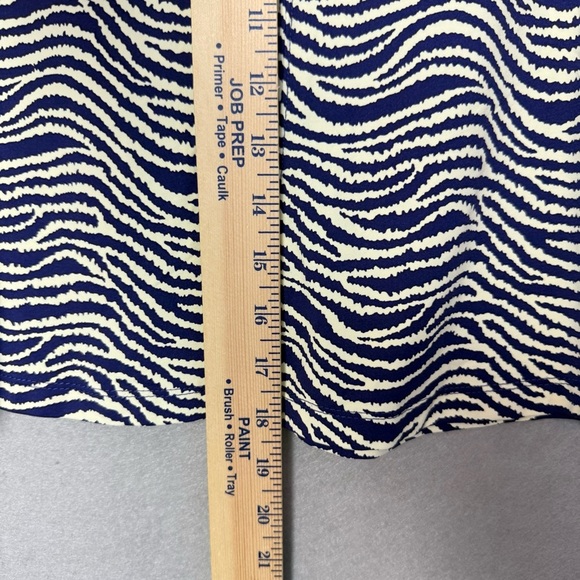 11
12
13
14
15
16
17
18
19
20
21
JOB PREP
• Primer • Tape • Caulk
PAINT
• Brush • Roller • Tray